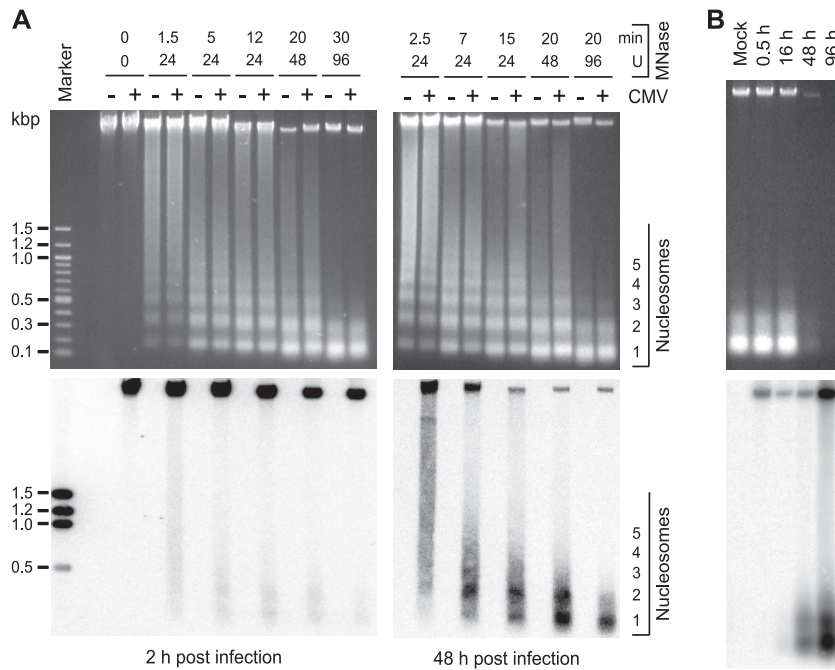 A
B
0 1.5 5 12 20 30 min
0 24 24 24 48 96 U
2.5 7 15 20 20
24 24 24 48 96
MNase
Marker
- + - + - + - + - + - + CMV
- + - + - + - + - +
Mock 0.5 h 16 h 48 h 96 h
kbp
1.5
1.2
1.0
0.5
0.3
0.1
5
4
3
2
1
Nucleosomes
1.5
1.2
1.0
0.5
5
4
3
2
1
Nucleosomes
2 h post infection
48 h post infection